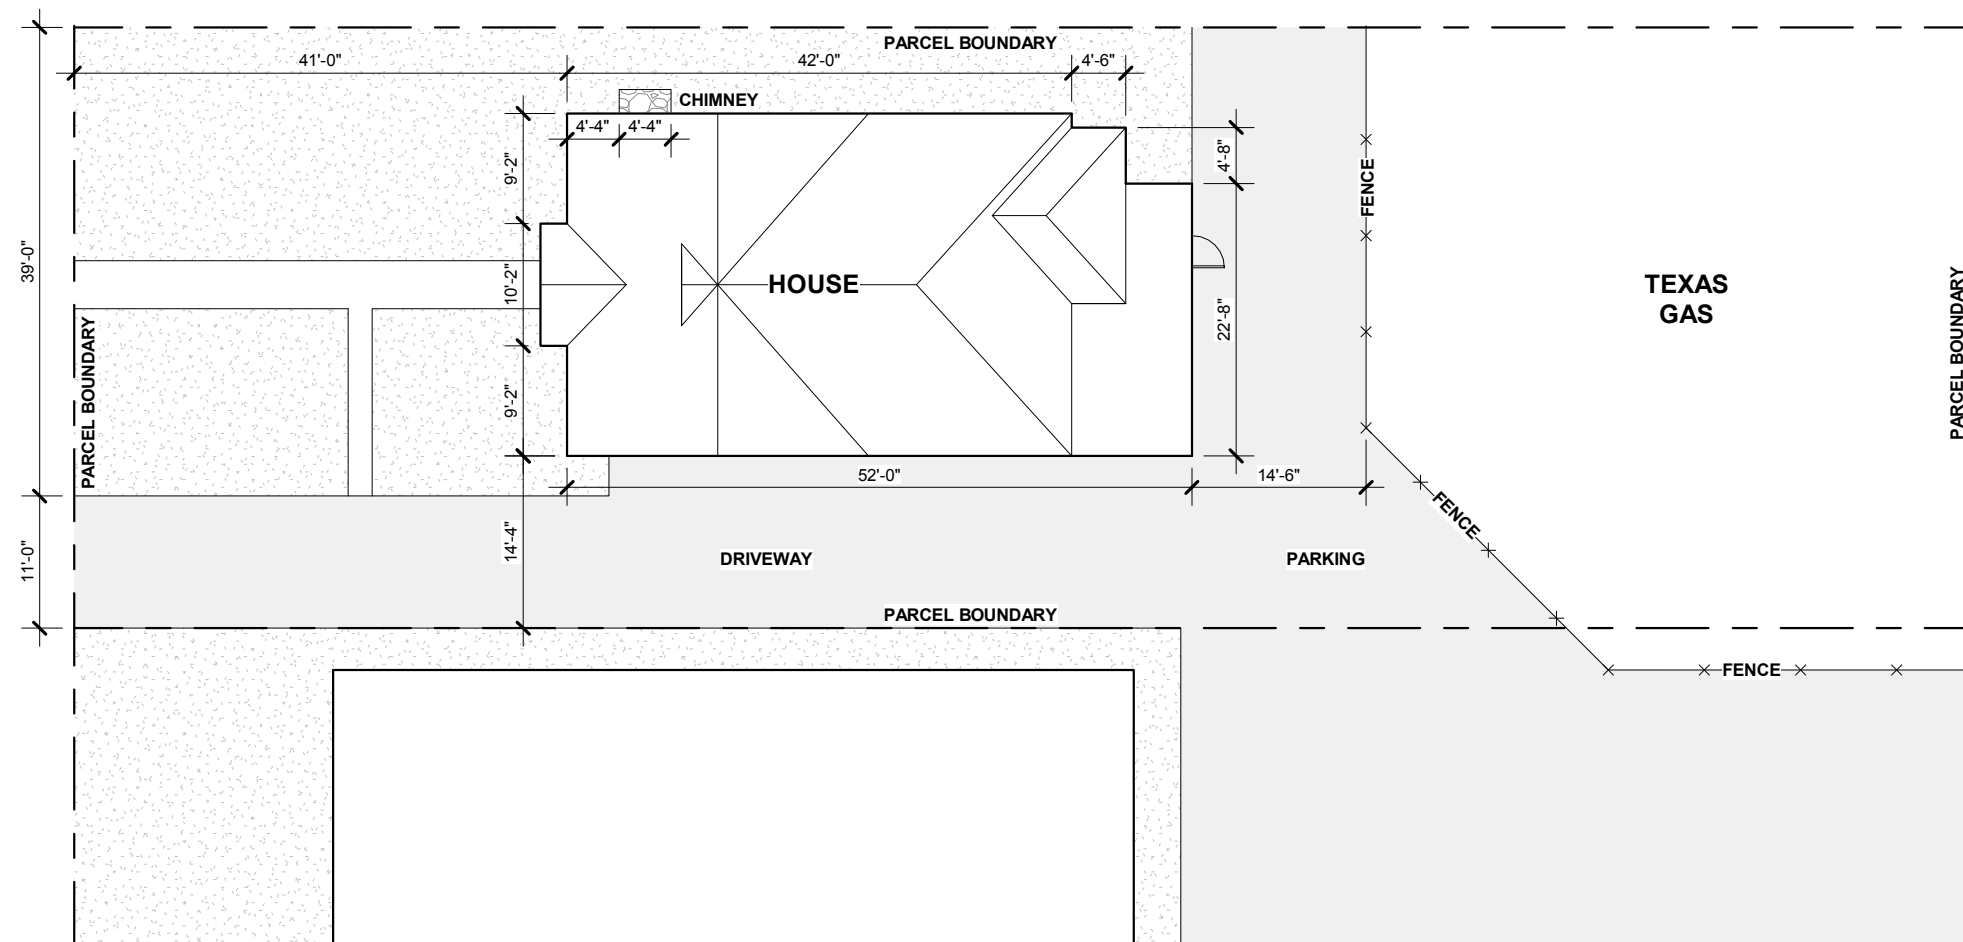 PARCEL BOUNDARY
41'-0"
42'-0"
4'-6"
CHIMNEY
4'-4"
4'-4"
9'-2"
4'-8"
FENCE
39'-0"
10'-2"
HOUSE
22'-8"
TEXAS
GAS
PARCEL BOUNDARY
PARCEL BOUNDARY
9'-2"
52'-0"
14'-6"
FENCE
11'-0"
14'-4"
DRIVEWAY
PARKING
PARCEL BOUNDARY
FENCE